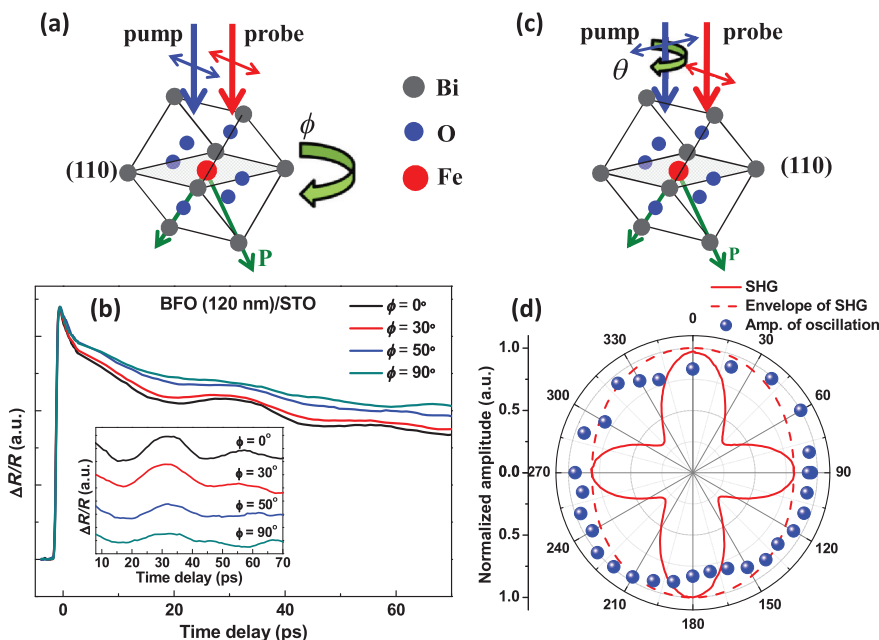 (a)
pump probe
Bi
O
Fe
ϕ
(110)
P
(c)
pump probe
θ
(110)
P
(b)
BFO (120 nm)/STO
ϕ = 0°
ϕ = 30°
ϕ = 50°
ϕ = 90°
ΔR/R (a.u.)
ΔR/R (a.u.)
ϕ = 0°
ϕ = 30°
ϕ = 50°
ϕ = 90°
10 20 30 40 50 60 70
Time delay (ps)
0 20 40 60
Time delay (ps)
(d)
SHG
Envelope of SHG
Amp. of oscillation
Normalized amplitude (a.u.)
1.0
0.5
0.0
0.5
1.0
0
30
60
90
120
150
180
210
240
270
300
330